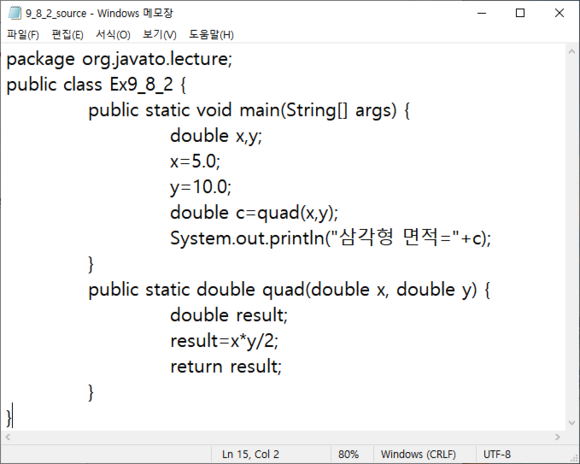 9_8_2_source - Windows 메모장
파일(F) 편집(E) 서식(O) 보기(V) 도움말(H)
package org.javato.lecture;
public class Ex9_8_2 {
public static void main(String[] args) {
double x,y;
x=5.0;
y=10.0;
double c=quad(x,y);
System.out.println("삼각형 면적="+c);
}
public static double quad(double x, double y) {
double result;
result=x*y/2;
return result;
}
}
Ln 15, Col 2 80% Windows (CRLF) UTF-8